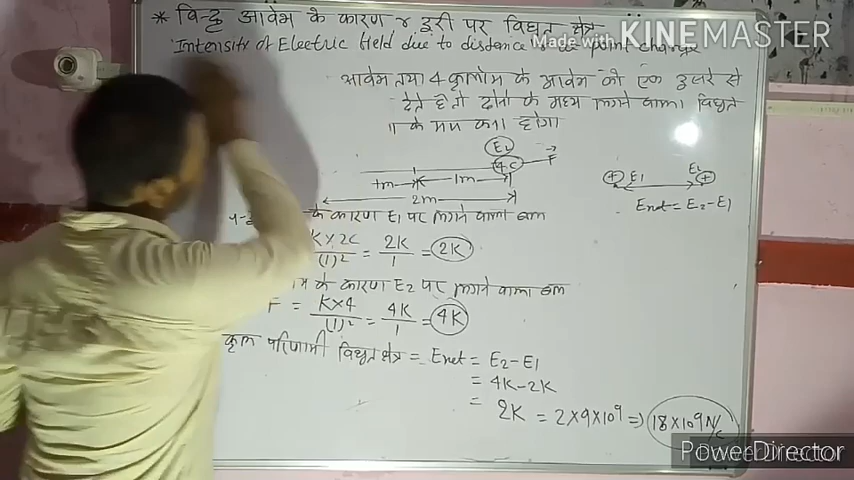 * बिन्दु आवेश के कारण r दूरी पर विधुत क्षेत्र
Intensity of Electric field due to distance point charge
Made with KINEMASTER
आवेश तथा 4 कूलॉम के आवेश को एक दुसरे से
दोनों के मध्य लगने वाला विधुत
के मध्य क्या होगा
E2
4C F
1m 1m
2m
+ E1 E2 +
Enet = E2-E1
के कारण E1 पर लगने वाला बल
K×2C/(1)² = 2K/1 = 2K
के कारण E2 पर लगने वाला बल
F = K×4/(1)² = 4K/1 = 4K
कुल परिणामी विधुत क्षेत्र = Enet = E2-E1
= 4K-2K
= 2K = 2×9×10⁹ => 18×10⁹ N/C
PowerDirector